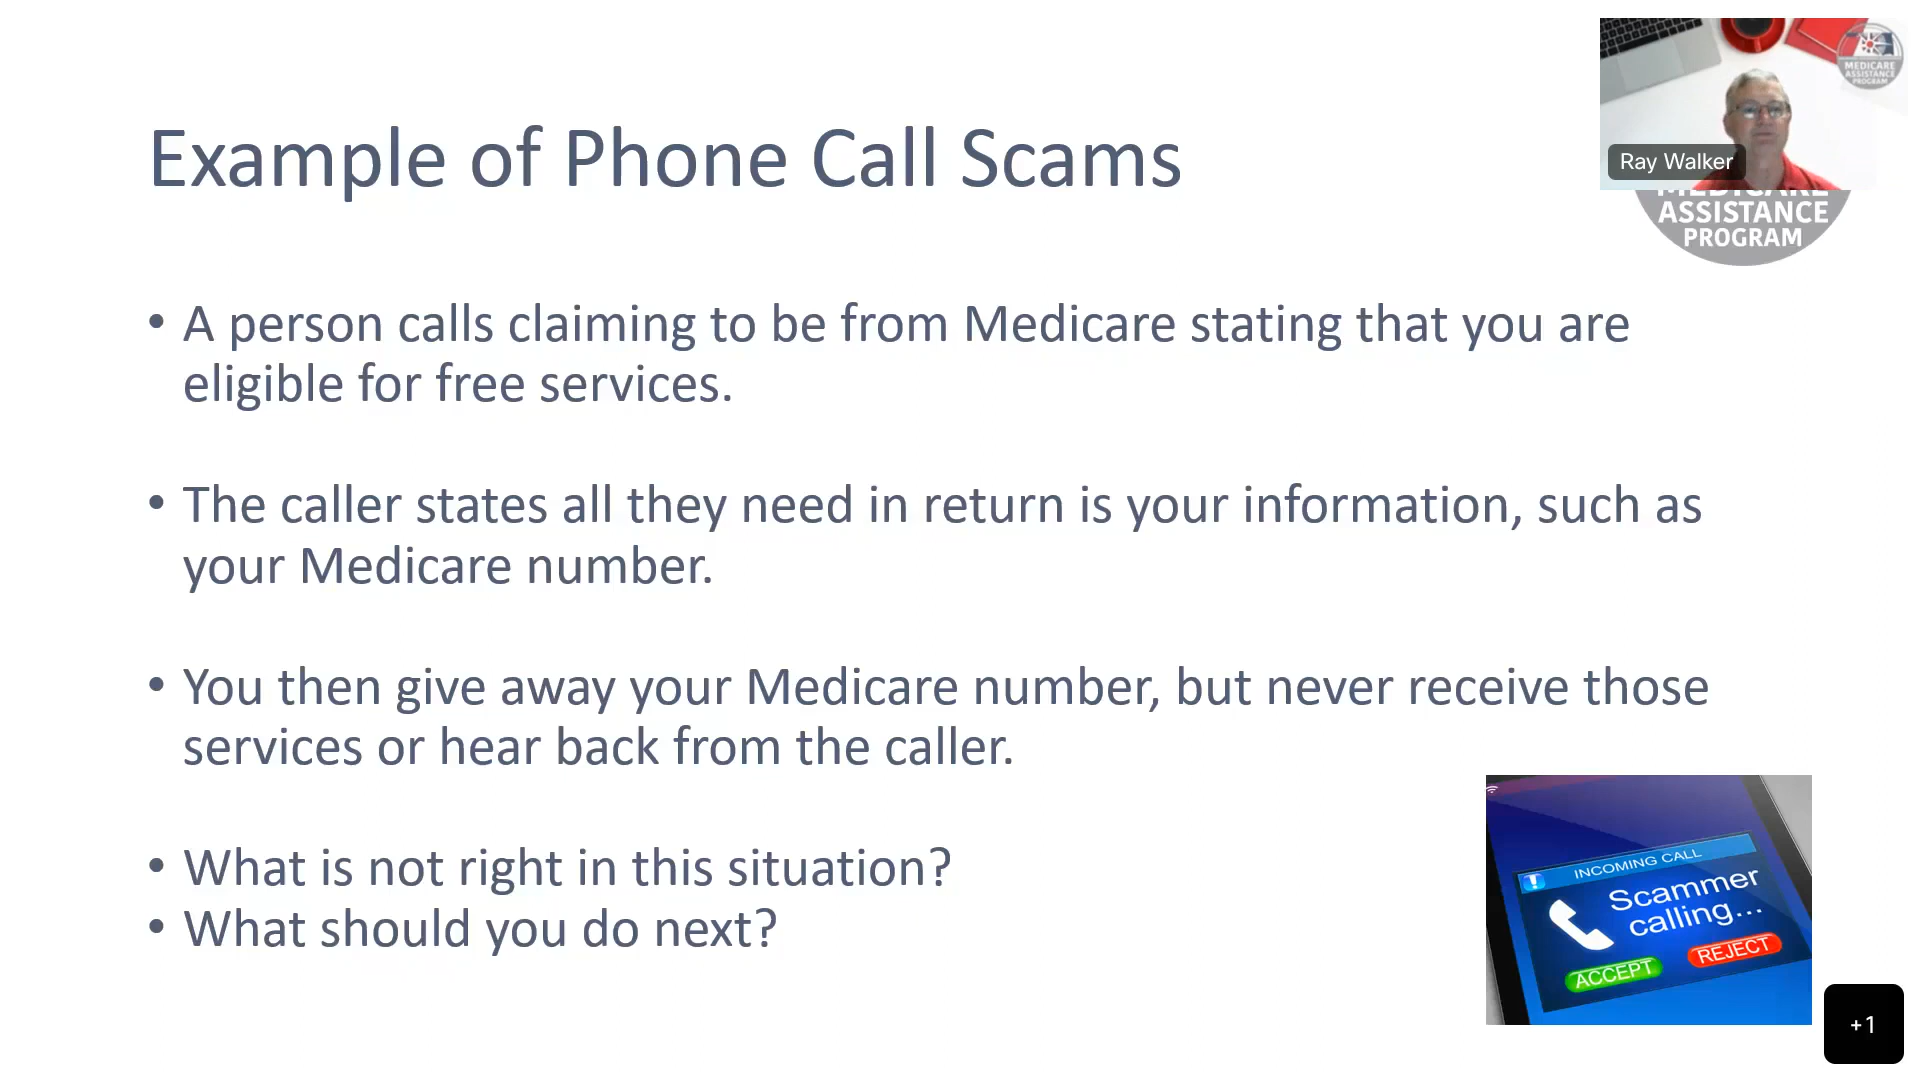 Example of Phone Call Scams
MEDICARE
ASSISTANCE
PROGRAM
Ray Walker
MEDICARE
ASSISTANCE
PROGRAM
• A person calls claiming to be from Medicare stating that you are
eligible for free services.
• The caller states all they need in return is your information, such as
your Medicare number.
• You then give away your Medicare number, but never receive those
services or hear back from the caller.
• What is not right in this situation?
• What should you do next?
INCOMING CALL
Scammer
calling...
ACCEPT
REJECT
+1